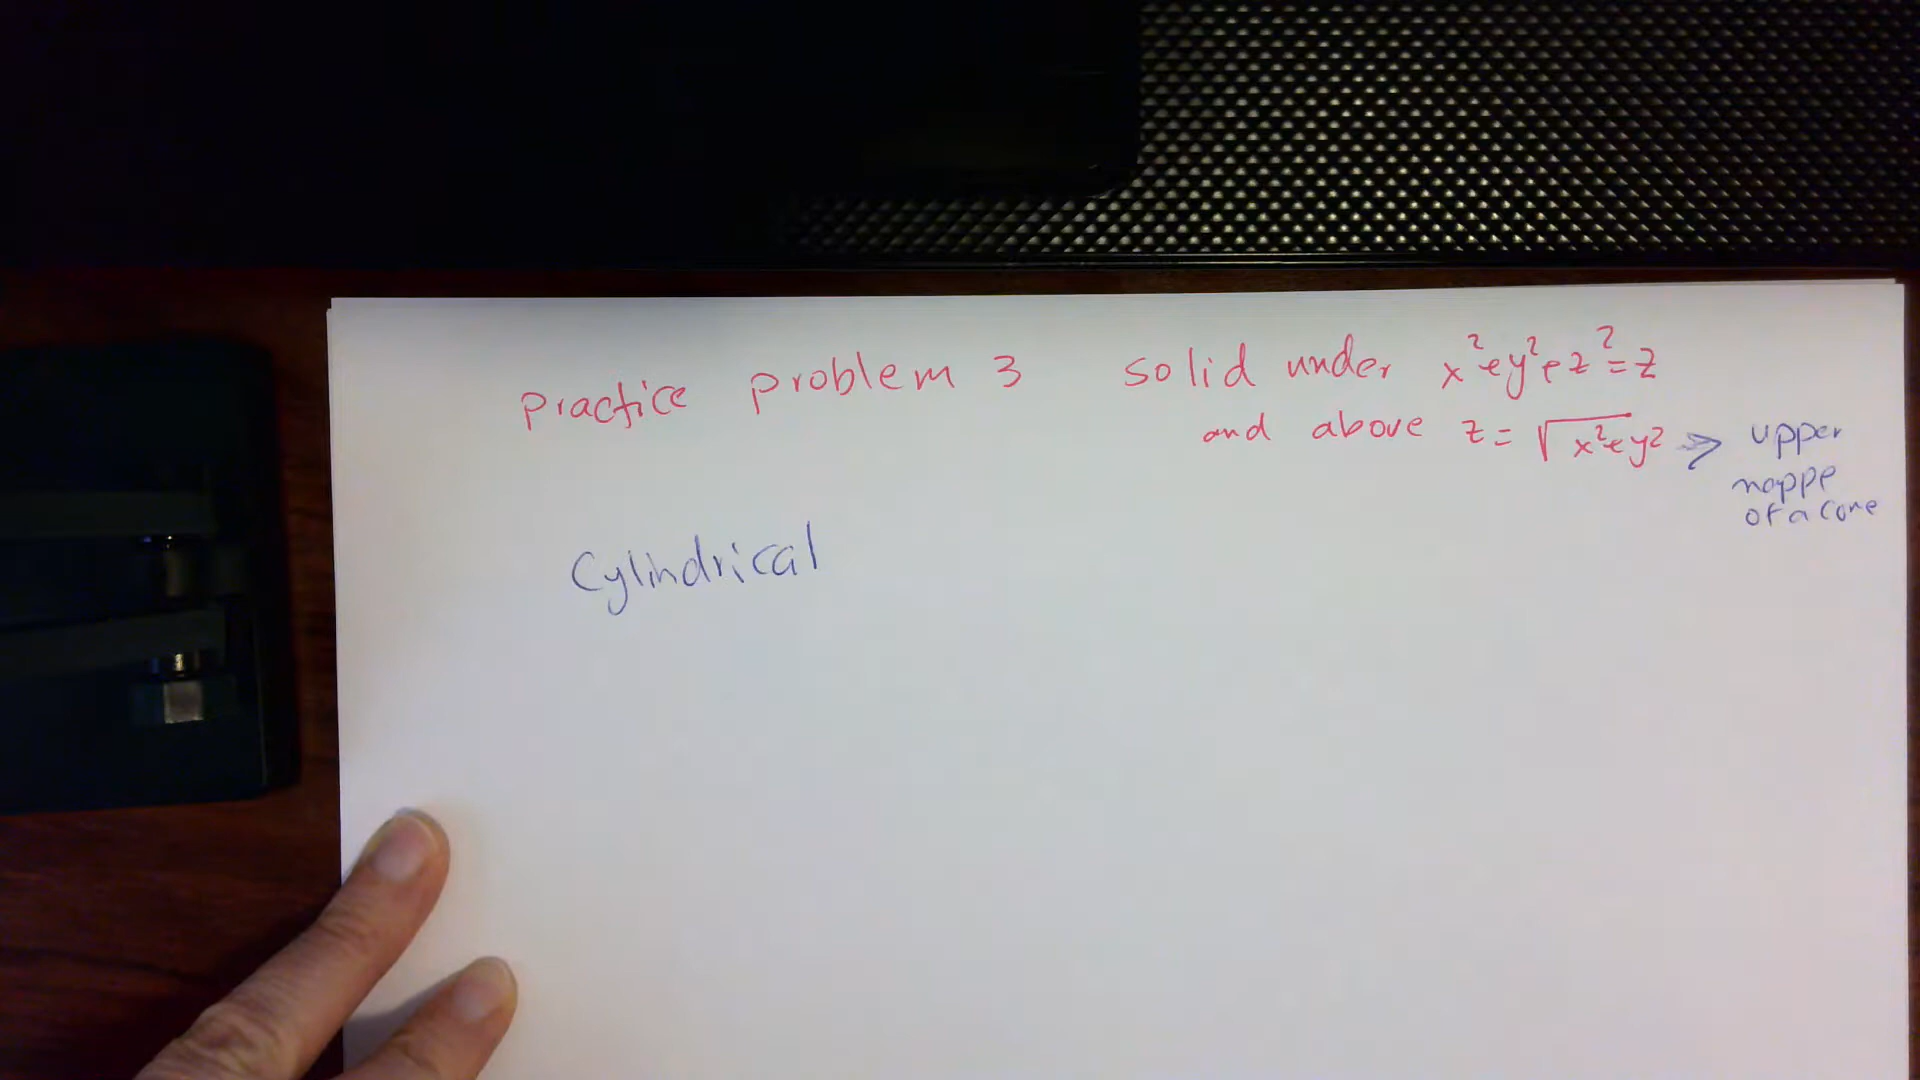 Practice problem 3 solid under x²+y²+z²=z
and above z=√x²+y² ⇒ upper
nappe
of a cone
Cylindrical